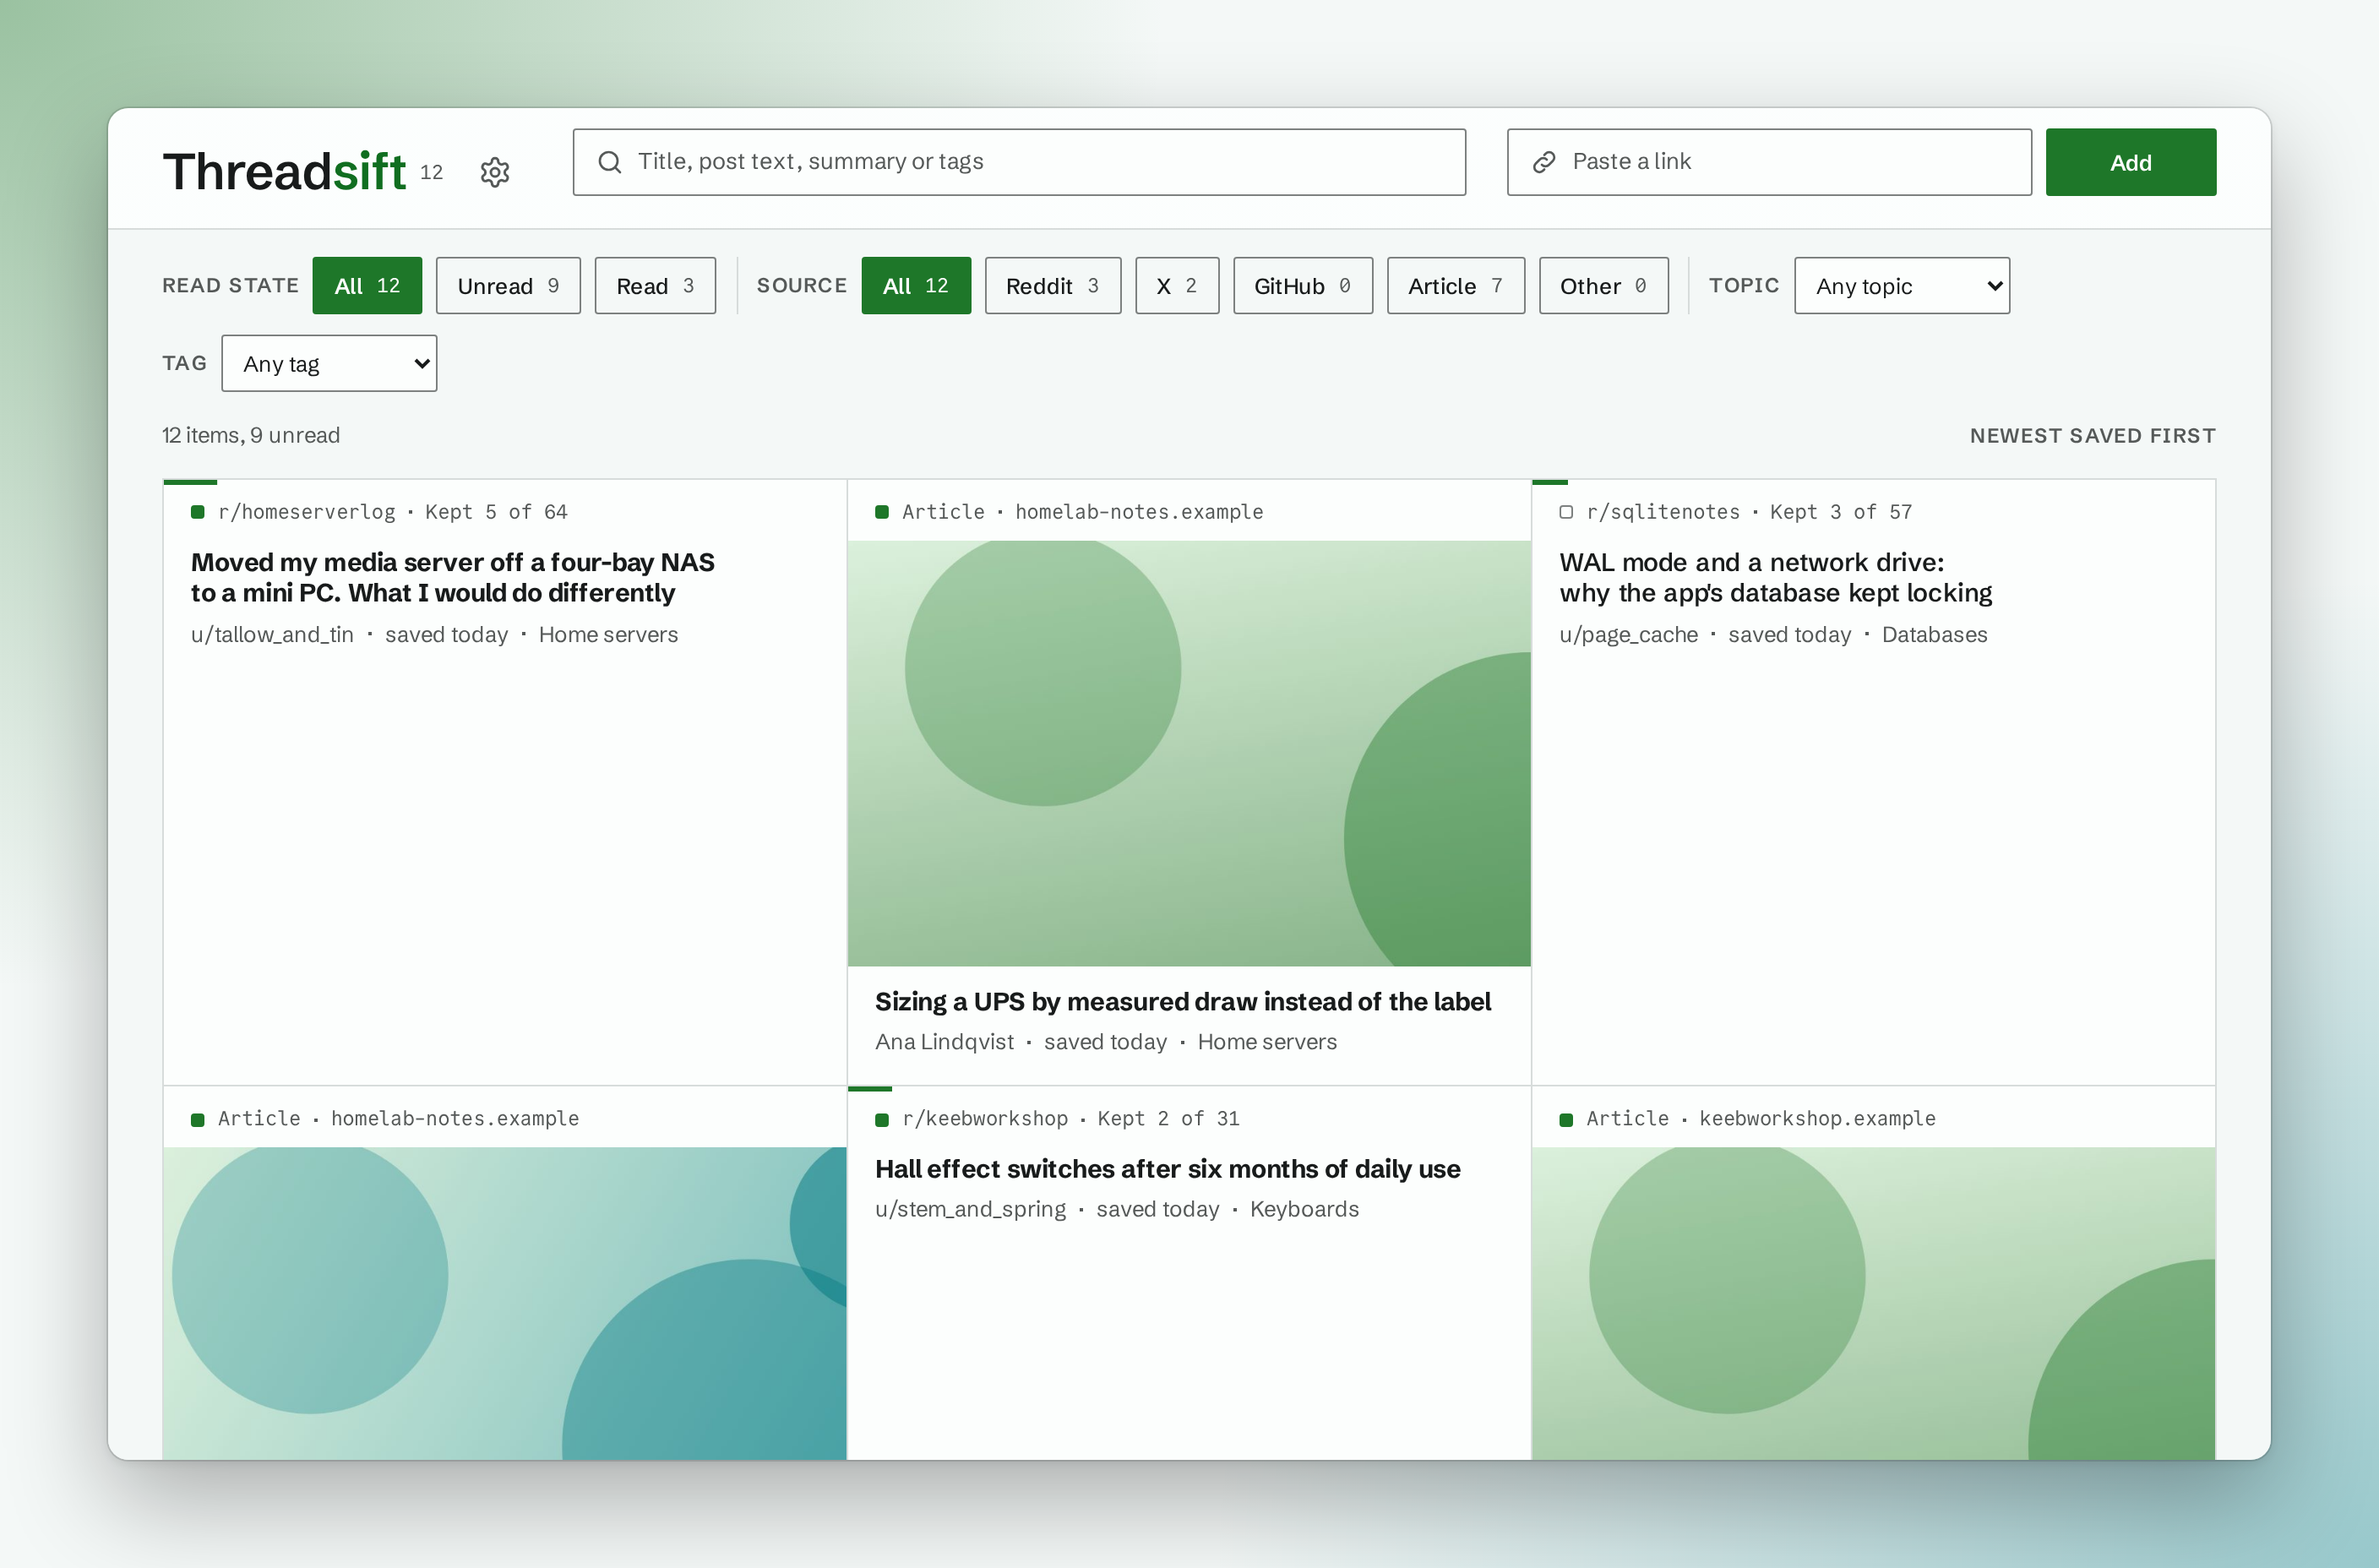 Threadsift 12 Title, post text, summary or tags Paste a link Add
READ STATE All 12 Unread 9 Read 3 SOURCE All 12 Reddit 3 X 2 GitHub 0 Article 7 Other 0 TOPIC Any topic
TAG Any tag
12 items, 9 unread NEWEST SAVED FIRST
r/homeserverlog · Kept 5 of 64
Moved my media server off a four-bay NAS
to a mini PC. What I would do differently
u/tallow_and_tin · saved today · Home servers
Article · homelab-notes.example
Sizing a UPS by measured draw instead of the label
Ana Lindqvist · saved today · Home servers
r/sqlitenotes · Kept 3 of 57
WAL mode and a network drive:
why the app's database kept locking
u/page_cache · saved today · Databases
Article · homelab-notes.example
r/keebworkshop · Kept 2 of 31
Hall effect switches after six months of daily use
u/stem_and_spring · saved today · Keyboards
Article · keebworkshop.example